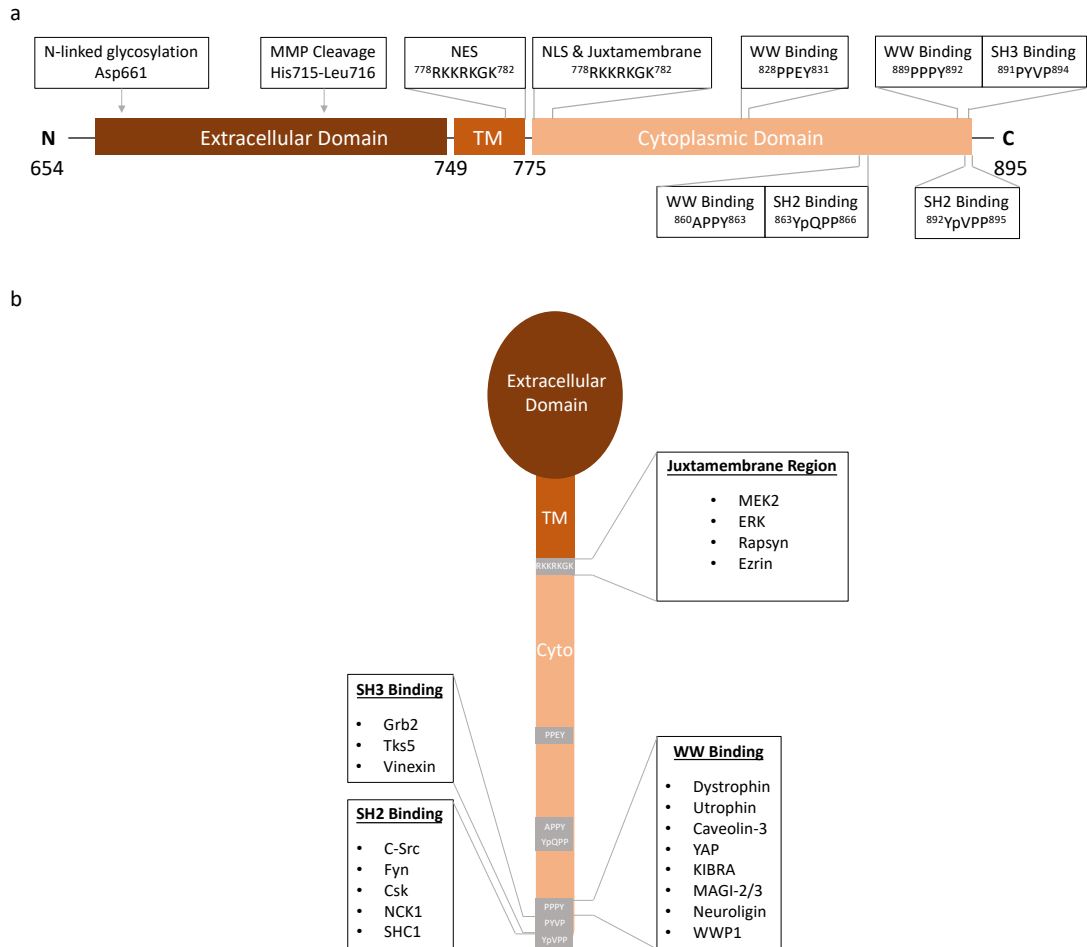 a
N-linked glycosylation
Asp661
MMP Cleavage
His715-Leu716
NES
⁷⁷⁸RKKRKGK⁷⁸²
NLS & Juxtamembrane
⁷⁷⁸RKKRKGK⁷⁸²
WW Binding
⁸²⁸PPEY⁸³¹
WW Binding
⁸⁸⁹PPPY⁸⁹²
SH3 Binding
⁸⁹¹PYVP⁸⁹⁴
N
Extracellular Domain
TM
Cytoplasmic Domain
C
654
749
775
895
WW Binding
⁸⁶⁰APPY⁸⁶³
SH2 Binding
⁸⁶³YpQPP⁸⁶⁶
SH2 Binding
⁸⁹²YpVPP⁸⁹⁵
b
Extracellular
Domain
TM
RKKRKGK
Juxtamembrane Region
• MEK2
• ERK
• Rapsyn
• Ezrin
Cyto
PPEY
APPY
YpQPP
PPPY
PYVP
YpVPP
SH3 Binding
• Grb2
• Tks5
• Vinexin
SH2 Binding
• C-Src
• Fyn
• Csk
• NCK1
• SHC1
WW Binding
• Dystrophin
• Utrophin
• Caveolin-3
• YAP
• KIBRA
• MAGI-2/3
• Neuroligin
• WWP1